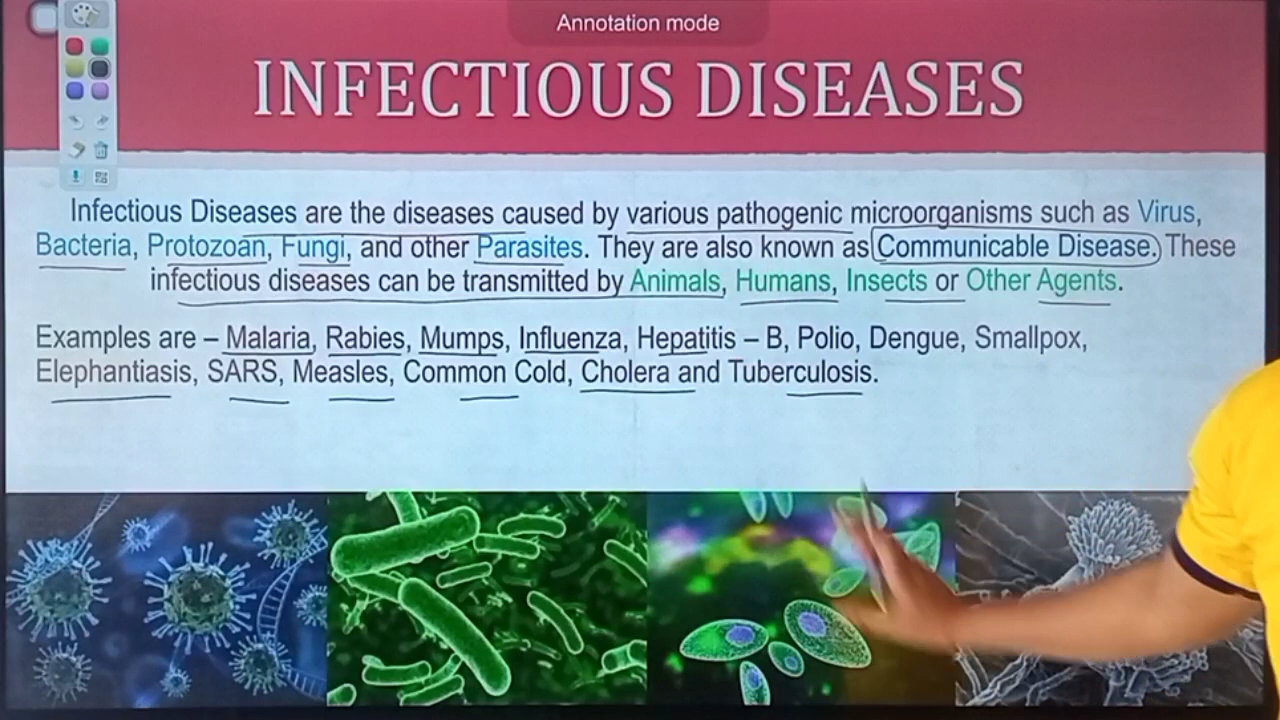 Annotation mode
INFECTIOUS DISEASES
Infectious Diseases are the diseases caused by various pathogenic microorganisms such as Virus,
Bacteria, Protozoan, Fungi, and other Parasites. They are also known as Communicable Disease. These
infectious diseases can be transmitted by Animals, Humans, Insects or Other Agents.
Examples are – Malaria, Rabies, Mumps, Influenza, Hepatitis – B, Polio, Dengue, Smallpox,
Elephantiasis, SARS, Measles, Common Cold, Cholera and Tuberculosis.